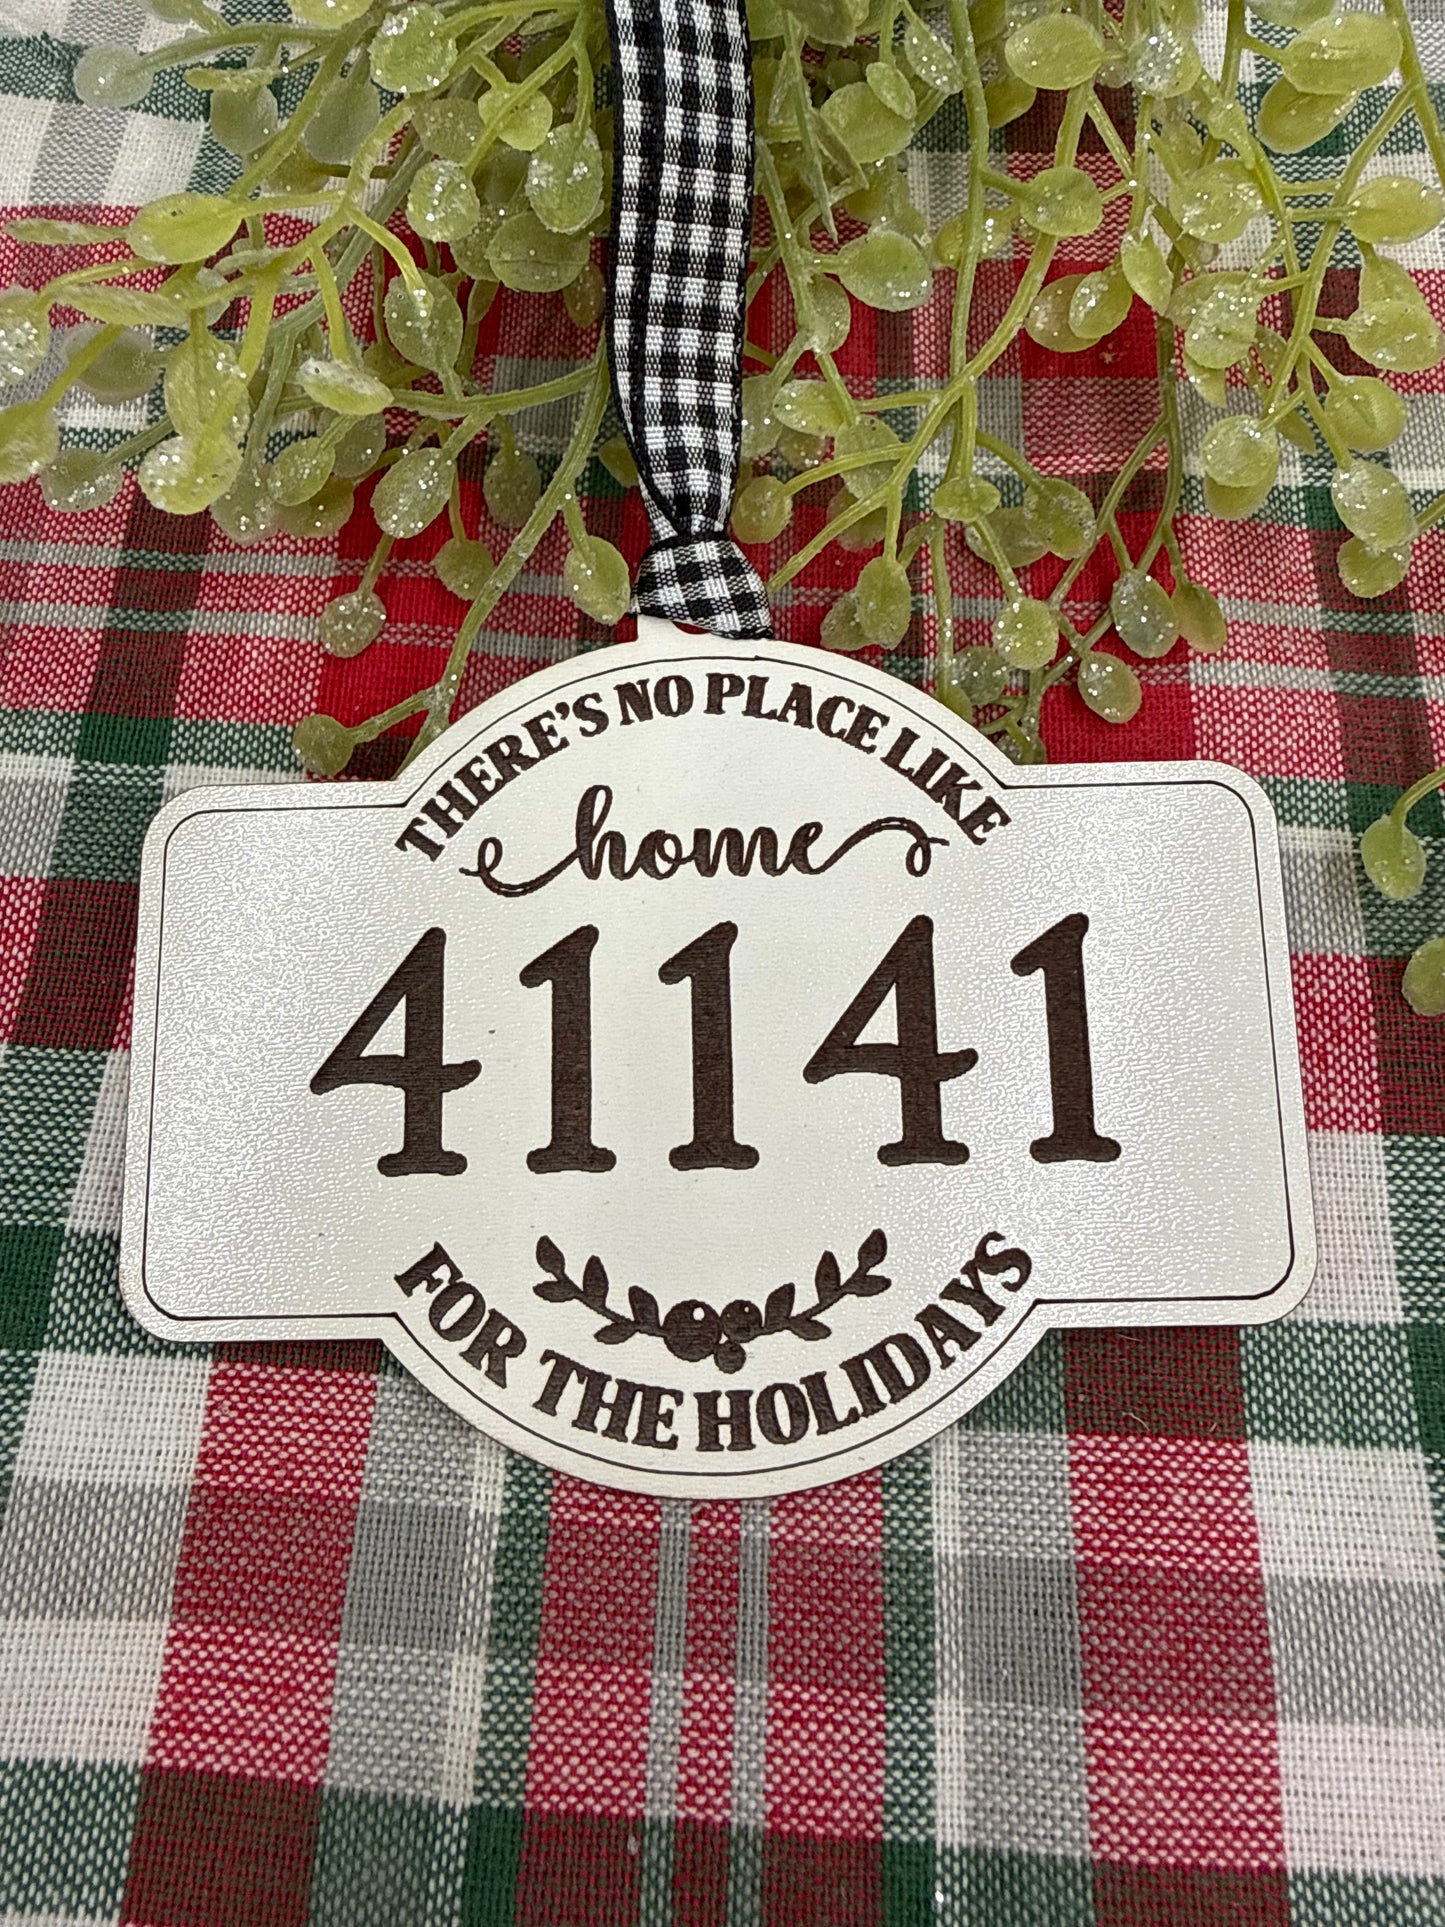 THERE'S NO PLACE LIKE
home
41141
FOR THE HOLIDAYS